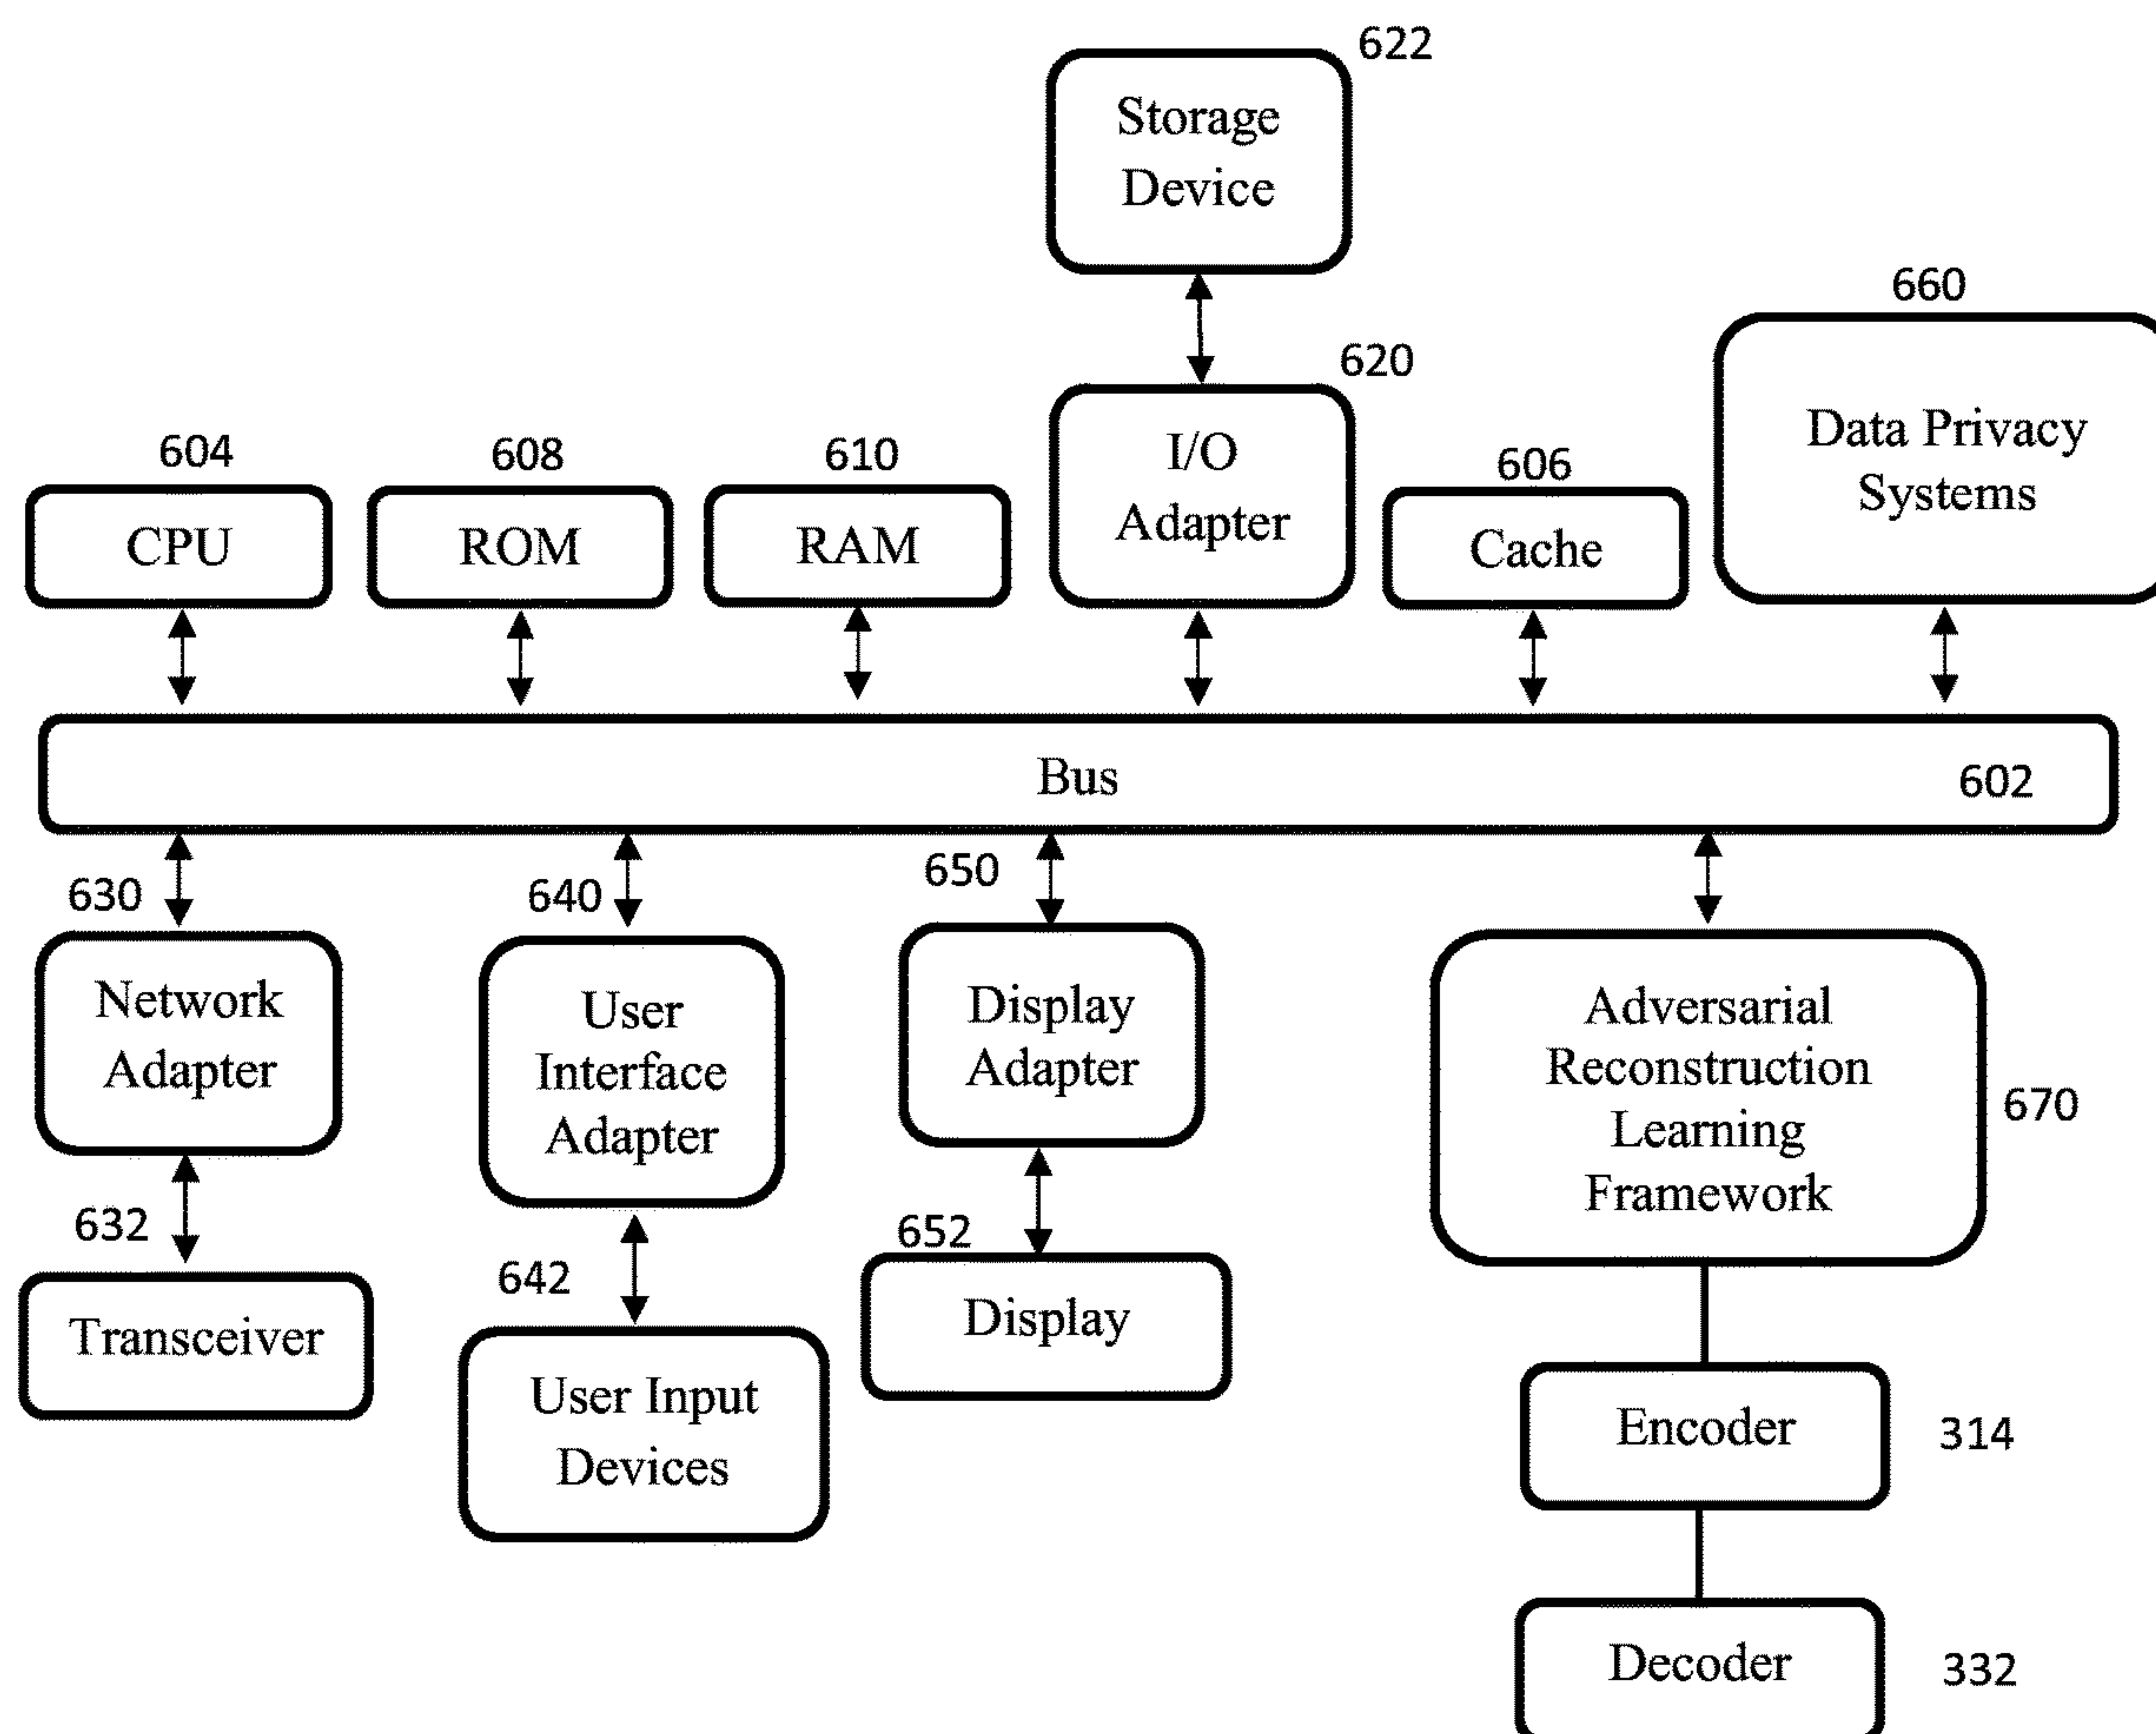 622
Storage
Device
660
620
Data Privacy
Systems
604
608
610
I/O
Adapter
606
CPU
ROM
RAM
Cache
Bus
602
630
640
650
Network
Adapter
User
Interface
Adapter
Display
Adapter
Adversarial
Reconstruction
Learning
Framework
670
632
Transceiver
642
User Input
Devices
652
Display
Encoder
314
Decoder
332